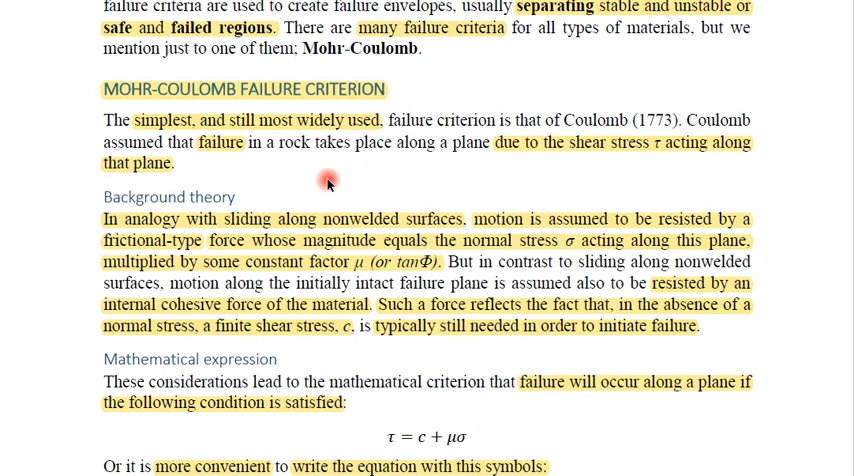 failure criteria are used to create failure envelopes, usually separating stable and unstable or
safe and failed regions. There are many failure criteria for all types of materials, but we
mention just to one of them; Mohr-Coulomb.
MOHR-COULOMB FAILURE CRITERION
The simplest, and still most widely used, failure criterion is that of Coulomb (1773). Coulomb
assumed that failure in a rock takes place along a plane due to the shear stress τ acting along
that plane.
Background theory
In analogy with sliding along nonwelded surfaces, motion is assumed to be resisted by a
frictional-type force whose magnitude equals the normal stress σ acting along this plane,
multiplied by some constant factor μ (or tanΦ). But in contrast to sliding along nonwelded
surfaces, motion along the initially intact failure plane is assumed also to be resisted by an
internal cohesive force of the material. Such a force reflects the fact that, in the absence of a
normal stress, a finite shear stress, c, is typically still needed in order to initiate failure.
Mathematical expression
These considerations lead to the mathematical criterion that failure will occur along a plane if
the following condition is satisfied:
τ = c + μσ
Or it is more convenient to write the equation with this symbols: